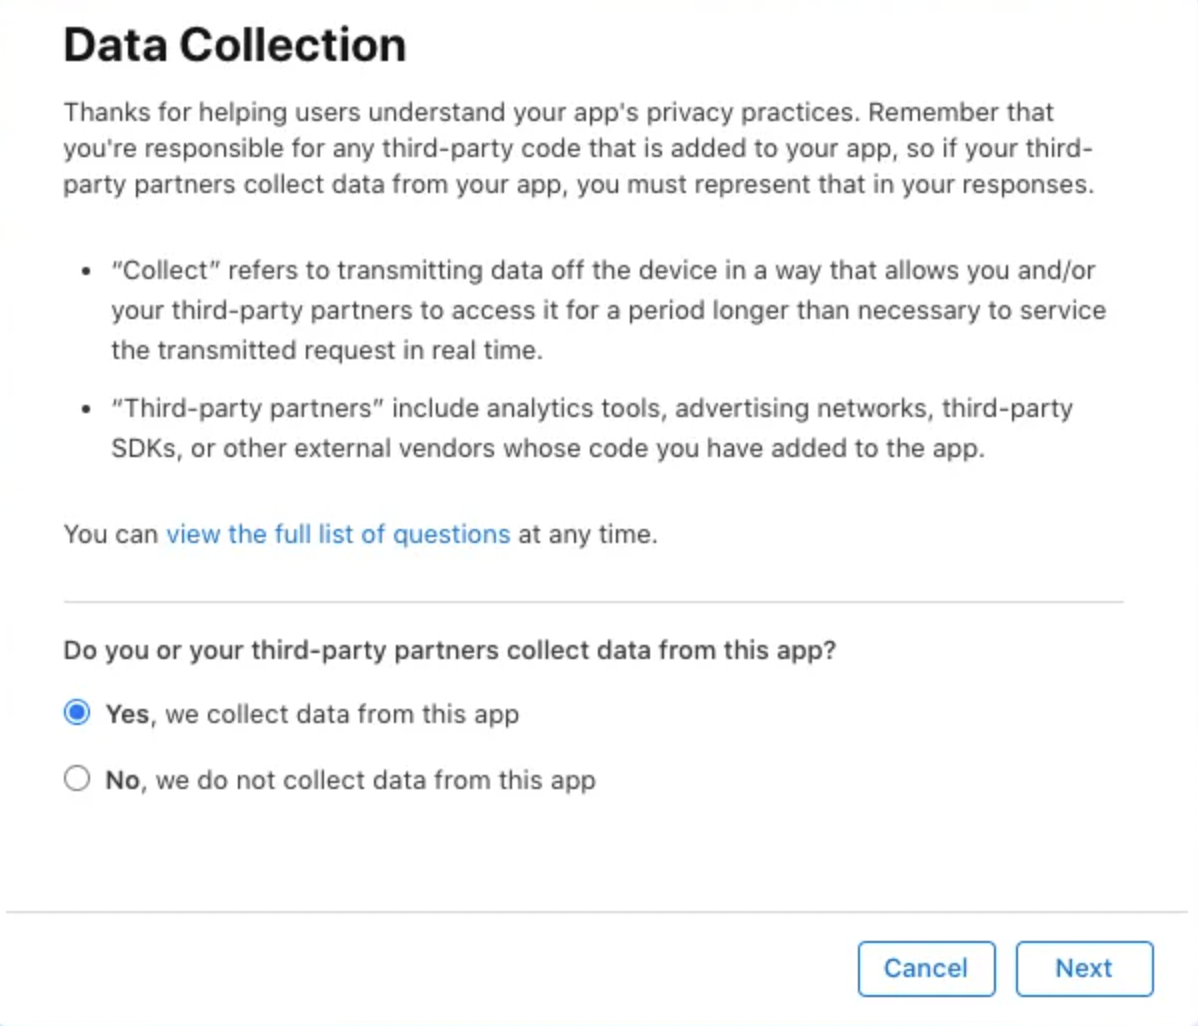 Data Collection
Thanks for helping users understand your app's privacy practices. Remember that
you're responsible for any third-party code that is added to your app, so if your third-
party partners collect data from your app, you must represent that in your responses.
• “Collect” refers to transmitting data off the device in a way that allows you and/or
your third-party partners to access it for a period longer than necessary to service
the transmitted request in real time.
• “Third-party partners” include analytics tools, advertising networks, third-party
SDKs, or other external vendors whose code you have added to the app.
You can view the full list of questions at any time.
Do you or your third-party partners collect data from this app?
Yes, we collect data from this app
No, we do not collect data from this app
Cancel Next